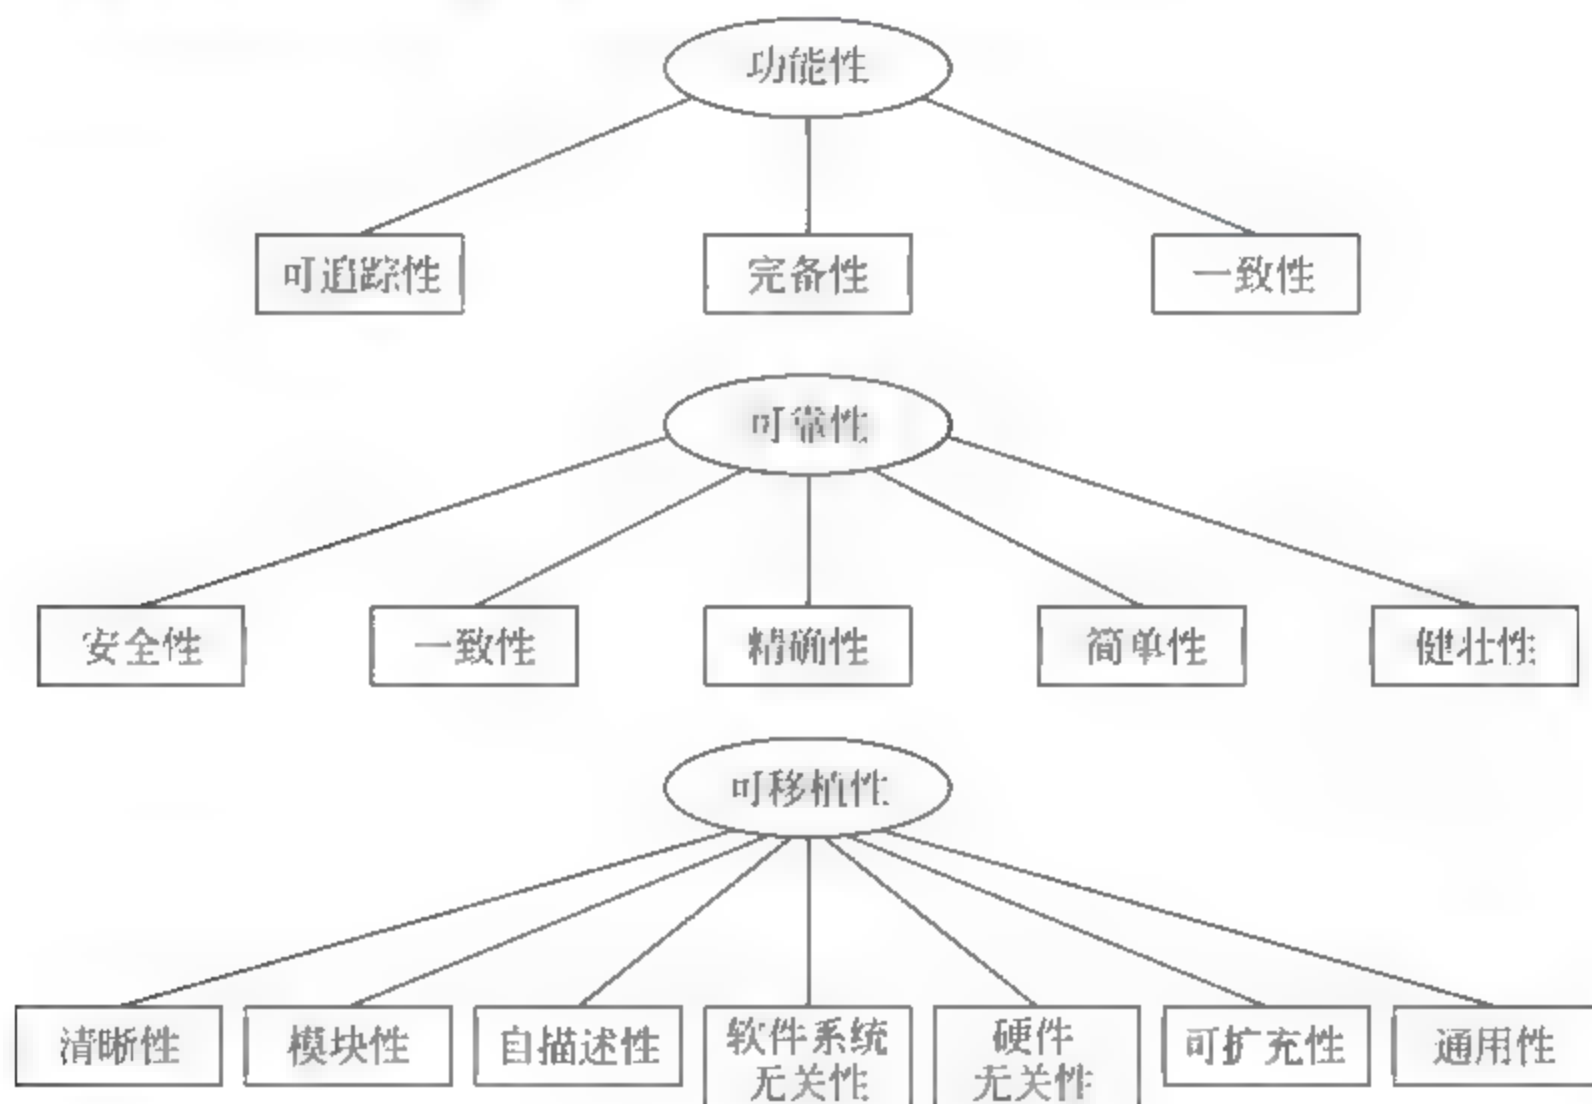 功能性
可追踪性
完备性
一致性
可靠性
安全性
一致性
精确性
简单性
健壮性
可移植性
清晰性
模块性
自描述性
软件系统
无关性
硬件
无关性
可扩充性
通用性